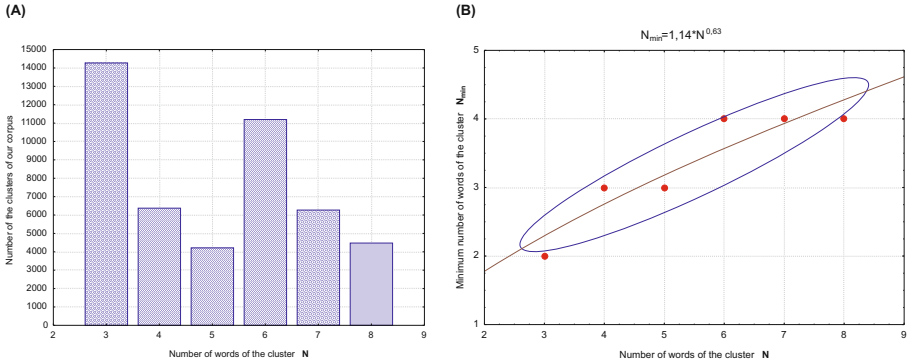 (A)
Number of the clusters of our corpus
15000
14000
13000
12000
11000
10000
9000
8000
7000
6000
5000
4000
3000
2000
1000
0
2 3 4 5 6 7 8 9
Number of words of the cluster N
(B)
Nmin=1,14*N^0,63
Minimum number of words of the cluster Nmin
5
4
3
2
1
2 3 4 5 6 7 8 9
Number of words of the cluster N